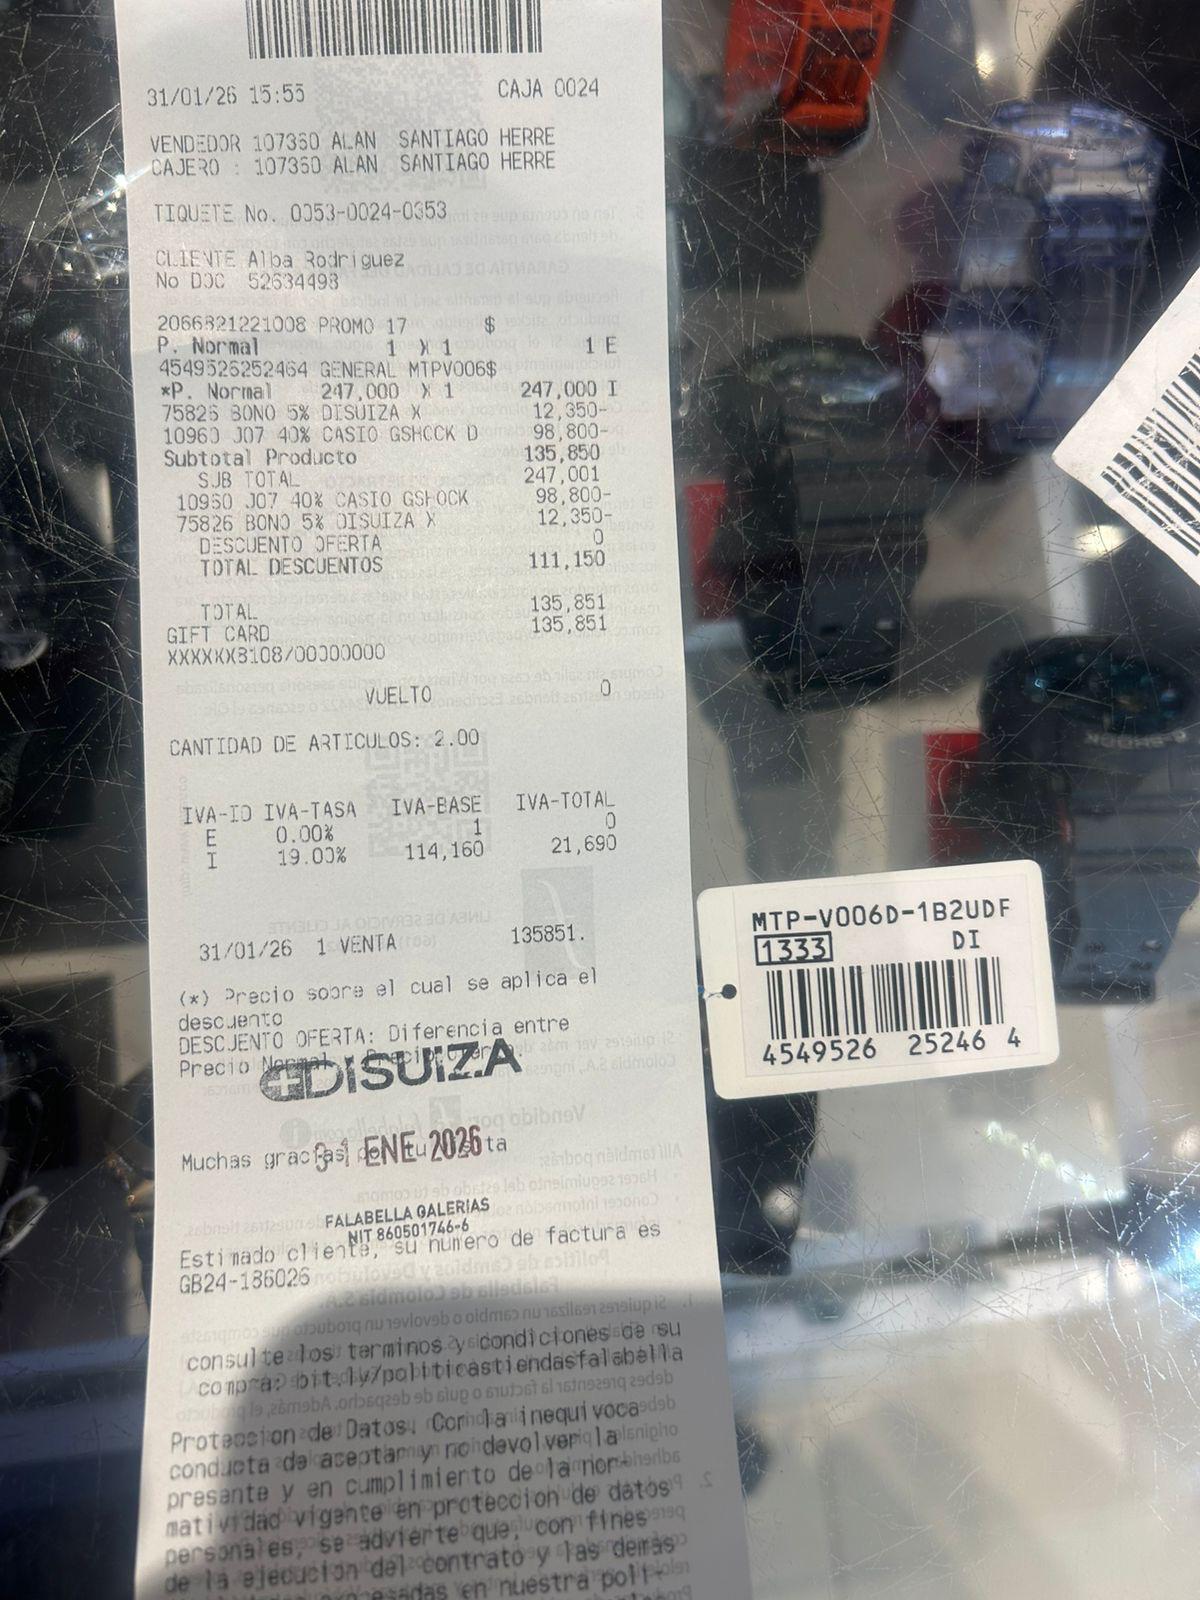 31/01/26 15:55 CAJA 0024
VENDEDOR 107360 ALAN SANTIAGO HERRE
CAJERO : 107360 ALAN SANTIAGO HERRE
TIQUETE No. 0053-0024-0353
CLIENTE Alba Rodriguez
No DOC 52634498
2066321221008 PROMO 17 $
P. Normal 1 X 1 1 E
4549526252464 GENERAL MTPV006$
*P. Normal 247,000 X 1 247,000 I
75826 BONO 5% DISUIZA X 12,350-
10960 J07 40% CASIO GSHOCK D 98,800-
Subtotal Producto 135,850
SUB TOTAL 247,001
10960 J07 40% CASIO GSHOCK 98,800-
75826 BONO 5% DISUIZA X 12,350-
DESCUENTO OFERTA 0
TOTAL DESCUENTOS 111,150
TOTAL 135,851
GIFT CARD 135,851
XXXXXX8108/00000000
VUELTO 0
CANTIDAD DE ARTICULOS: 2.00
IVA-ID IVA-TASA IVA-BASE IVA-TOTAL
E 0.00% 1 0
I 19.00% 114,160 21,690
31/01/26 1 VENTA 135851.
(*) Precio sobre el cual se aplica el
descuento
DESCUENTO OFERTA: Diferencia entre
Precio Normal y Precio Oferta.
DISUIZA
Muchas gracias por tu visita
31 ENE 2026
FALABELLA GALERIAS
NIT 860501746-6
Estimado cliente, su numero de factura es
GB24-186026
consulte los terminos y condiciones de su
compra: bit.ly/politicastiendasfalabella
Proteccion de Datos. Con la inequivoca
conducta de aceptar y no devolver la
presente y en cumplimiento de la nor-
matividad vigente en proteccion de datos
personales, se advierte que, con fines
de la ejecucion del contrato y las demas
expresadas en nuestra poli-
MTP-V006D-1B2UDF
1333 DI
4549526 25246 4